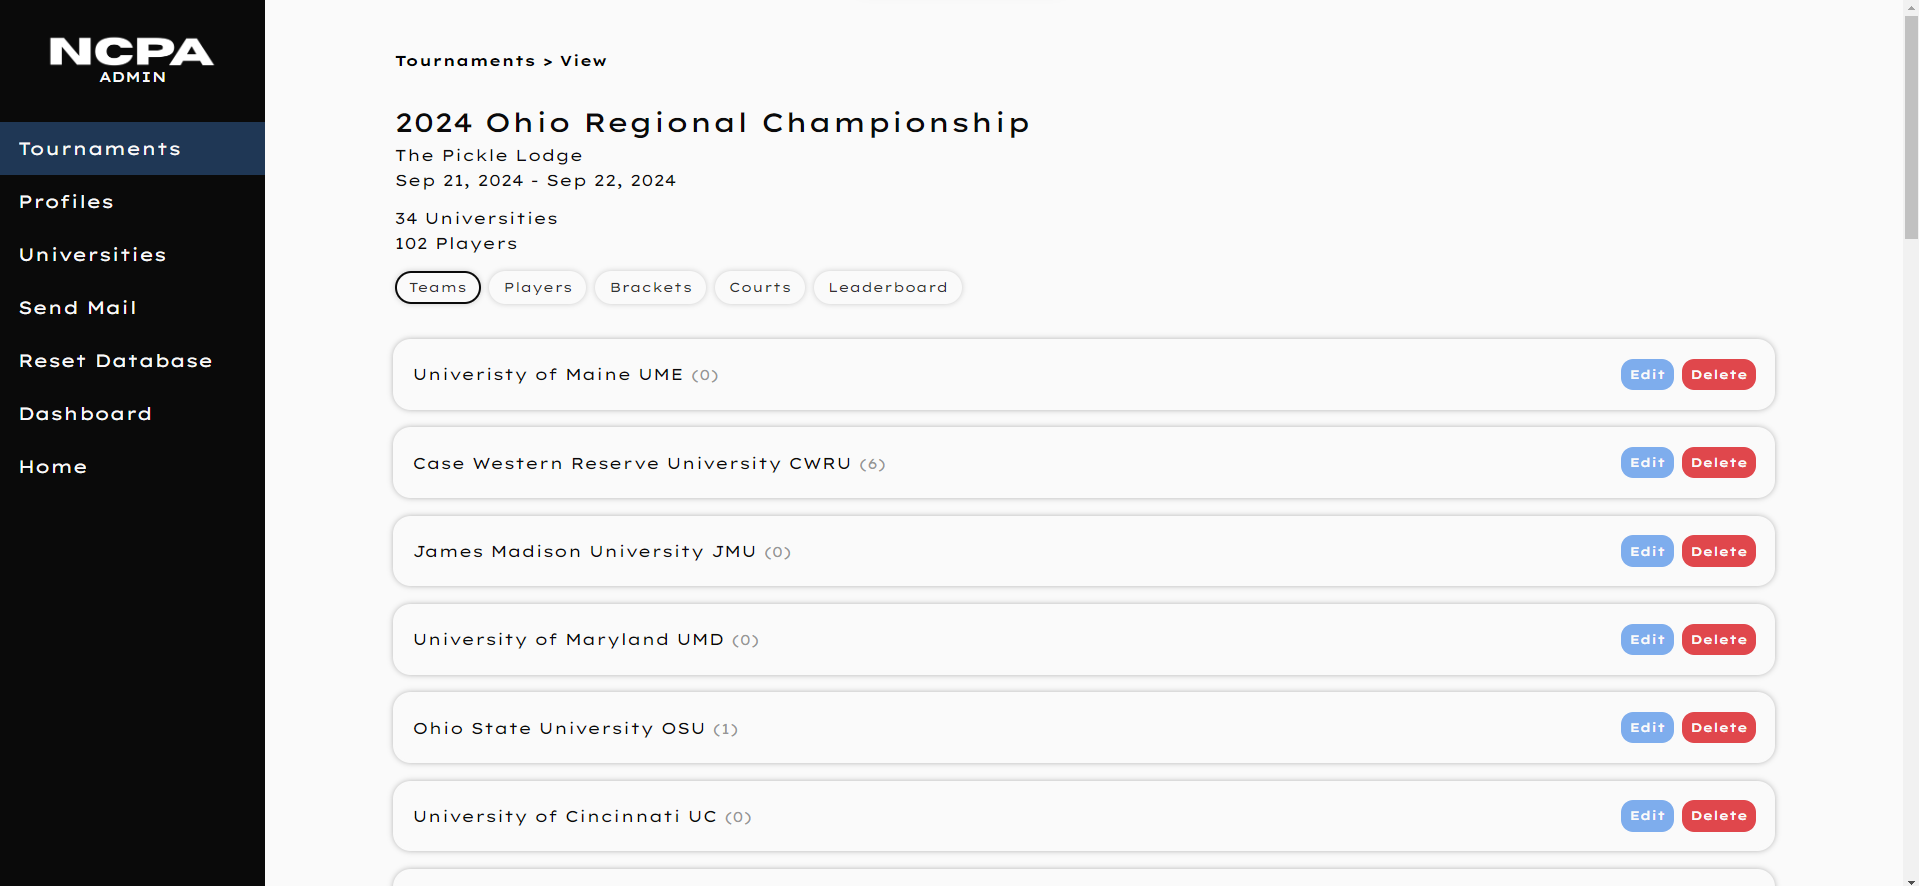 NCPA
ADMIN
Tournaments
Profiles
Universities
Send Mail
Reset Database
Dashboard
Home
Tournaments > View
2024 Ohio Regional Championship
The Pickle Lodge
Sep 21, 2024 - Sep 22, 2024
34 Universities
102 Players
Teams Players Brackets Courts Leaderboard
Univeristy of Maine UME (0) Edit Delete
Case Western Reserve University CWRU (6) Edit Delete
James Madison University JMU (0) Edit Delete
University of Maryland UMD (0) Edit Delete
Ohio State University OSU (1) Edit Delete
University of Cincinnati UC (0) Edit Delete